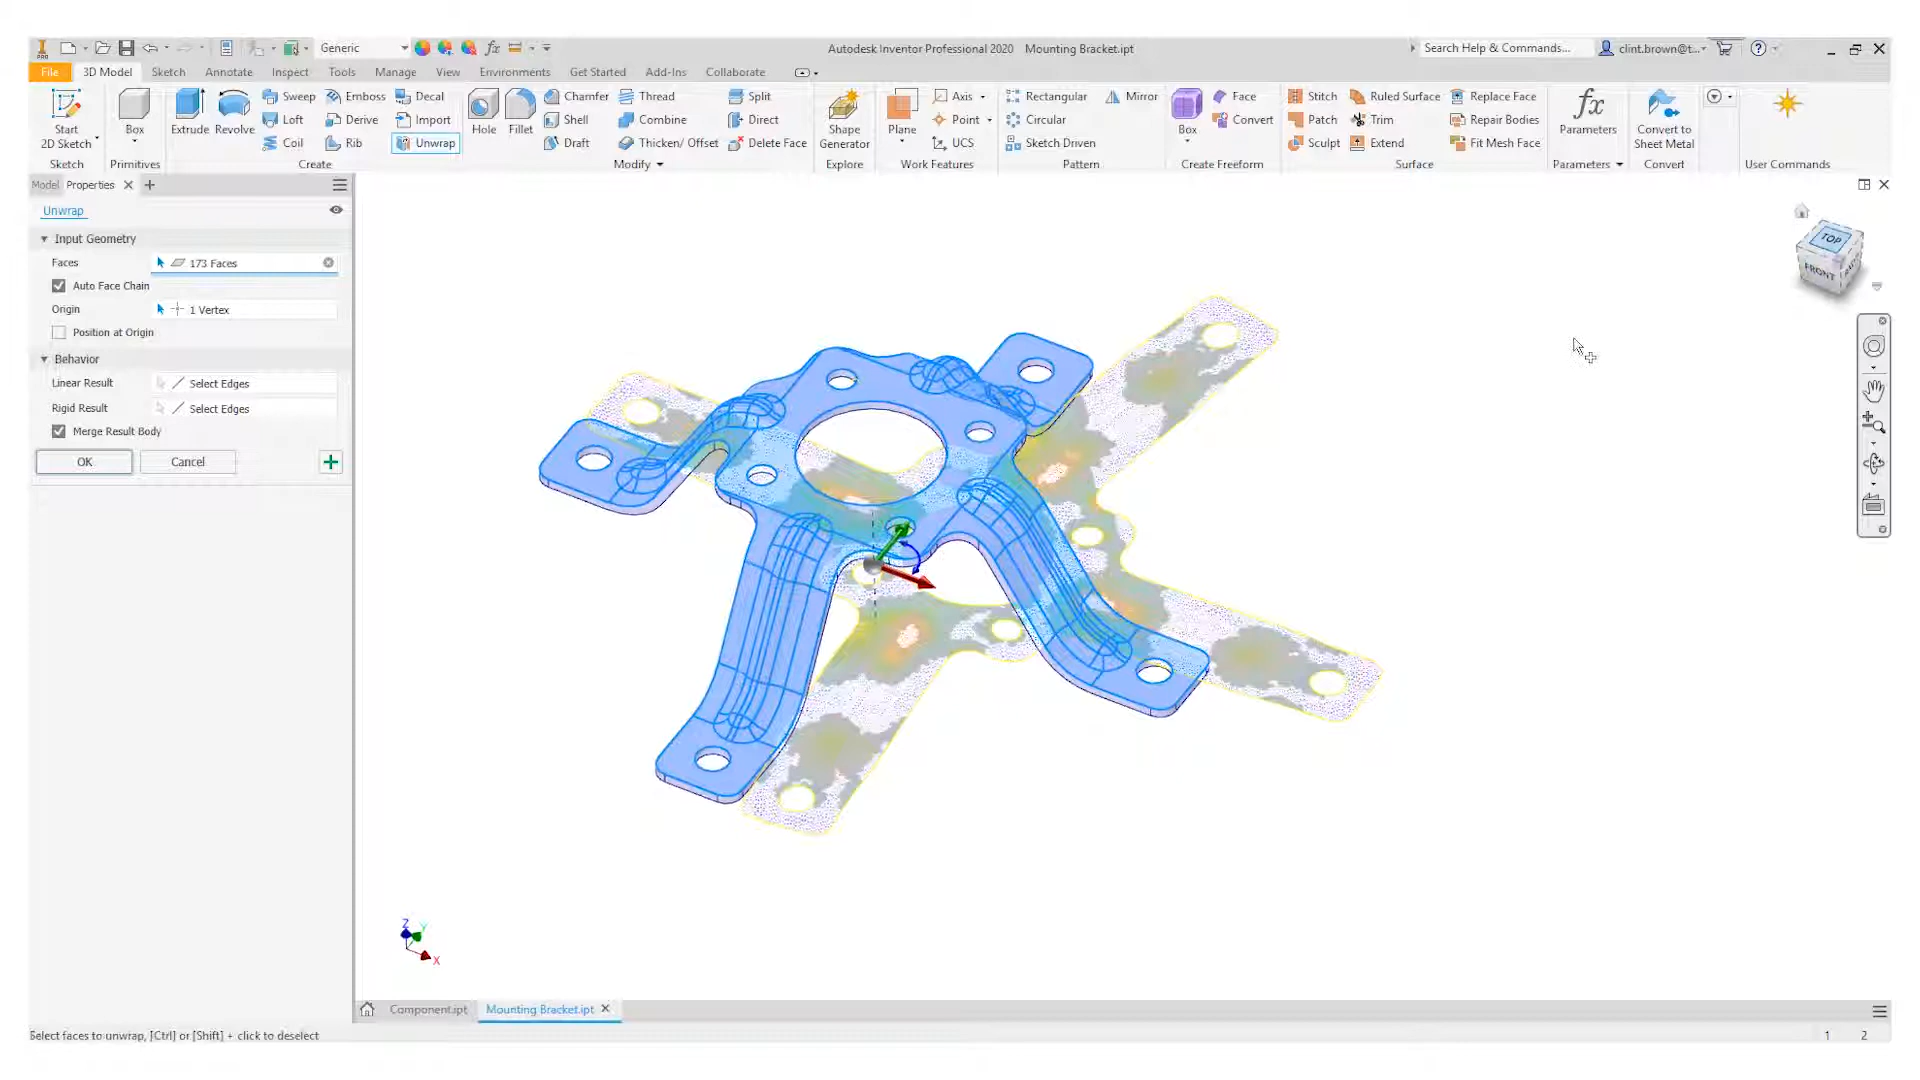 Generic
Autodesk Inventor Professional 2020 Mounting Bracket.ipt
Search Help & Commands...
clint.brown@t...
File 3D Model Sketch Annotate Inspect Tools Manage View Environments Get Started Add-Ins Collaborate
Start
2D Sketch
Box
Extrude
Revolve
Sweep Emboss Decal
Loft Derive Import
Coil Rib Unwrap
Hole
Fillet
Chamfer Thread Split
Shell Combine Direct
Draft Thicken/ Offset Delete Face
Shape
Generator
Plane
Axis
Point
UCS
Rectangular Mirror
Circular
Sketch Driven
Box
Face
Convert
Stitch Ruled Surface Replace Face
Patch Trim Repair Bodies
Sculpt Extend Fit Mesh Face
fx
Parameters
Convert to
Sheet Metal
Sketch Primitives Create Modify Explore Work Features Pattern Create Freeform Surface Parameters Convert User Commands
Model Properties
Unwrap
Input Geometry
Faces 173 Faces
Auto Face Chain
Origin 1 Vertex
Position at Origin
Behavior
Linear Result Select Edges
Rigid Result Select Edges
Merge Result Body
OK Cancel
TOP
FRONT
Z
Y
X
Component.ipt Mounting Bracket.ipt
Select faces to unwrap, [Ctrl] or [Shift] + click to deselect
1 2